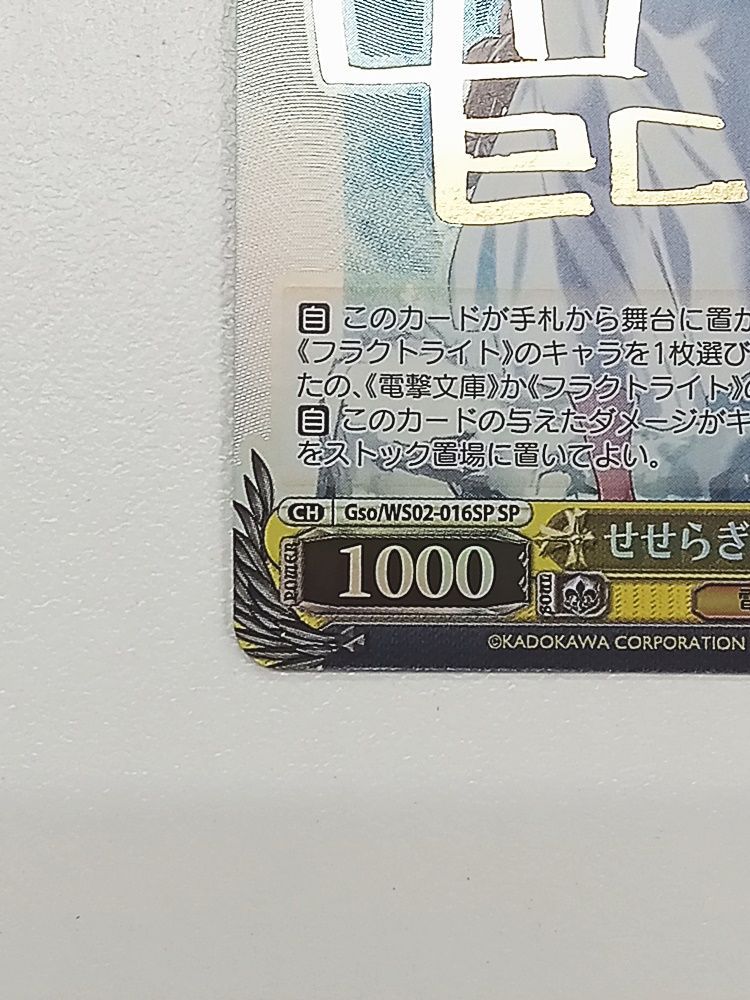 自 このカードが手札から舞台に置か
《フラクトライト》のキャラを1枚選び
たの、《電撃文庫》か《フラクトライト》
自 このカードの与えたダメージがキ
をストック置場に置いてよい。
CH Gso/WS02-016SP SP
せせらぎ
POWER 1000 SOUL
©KADOKAWA CORPORATION